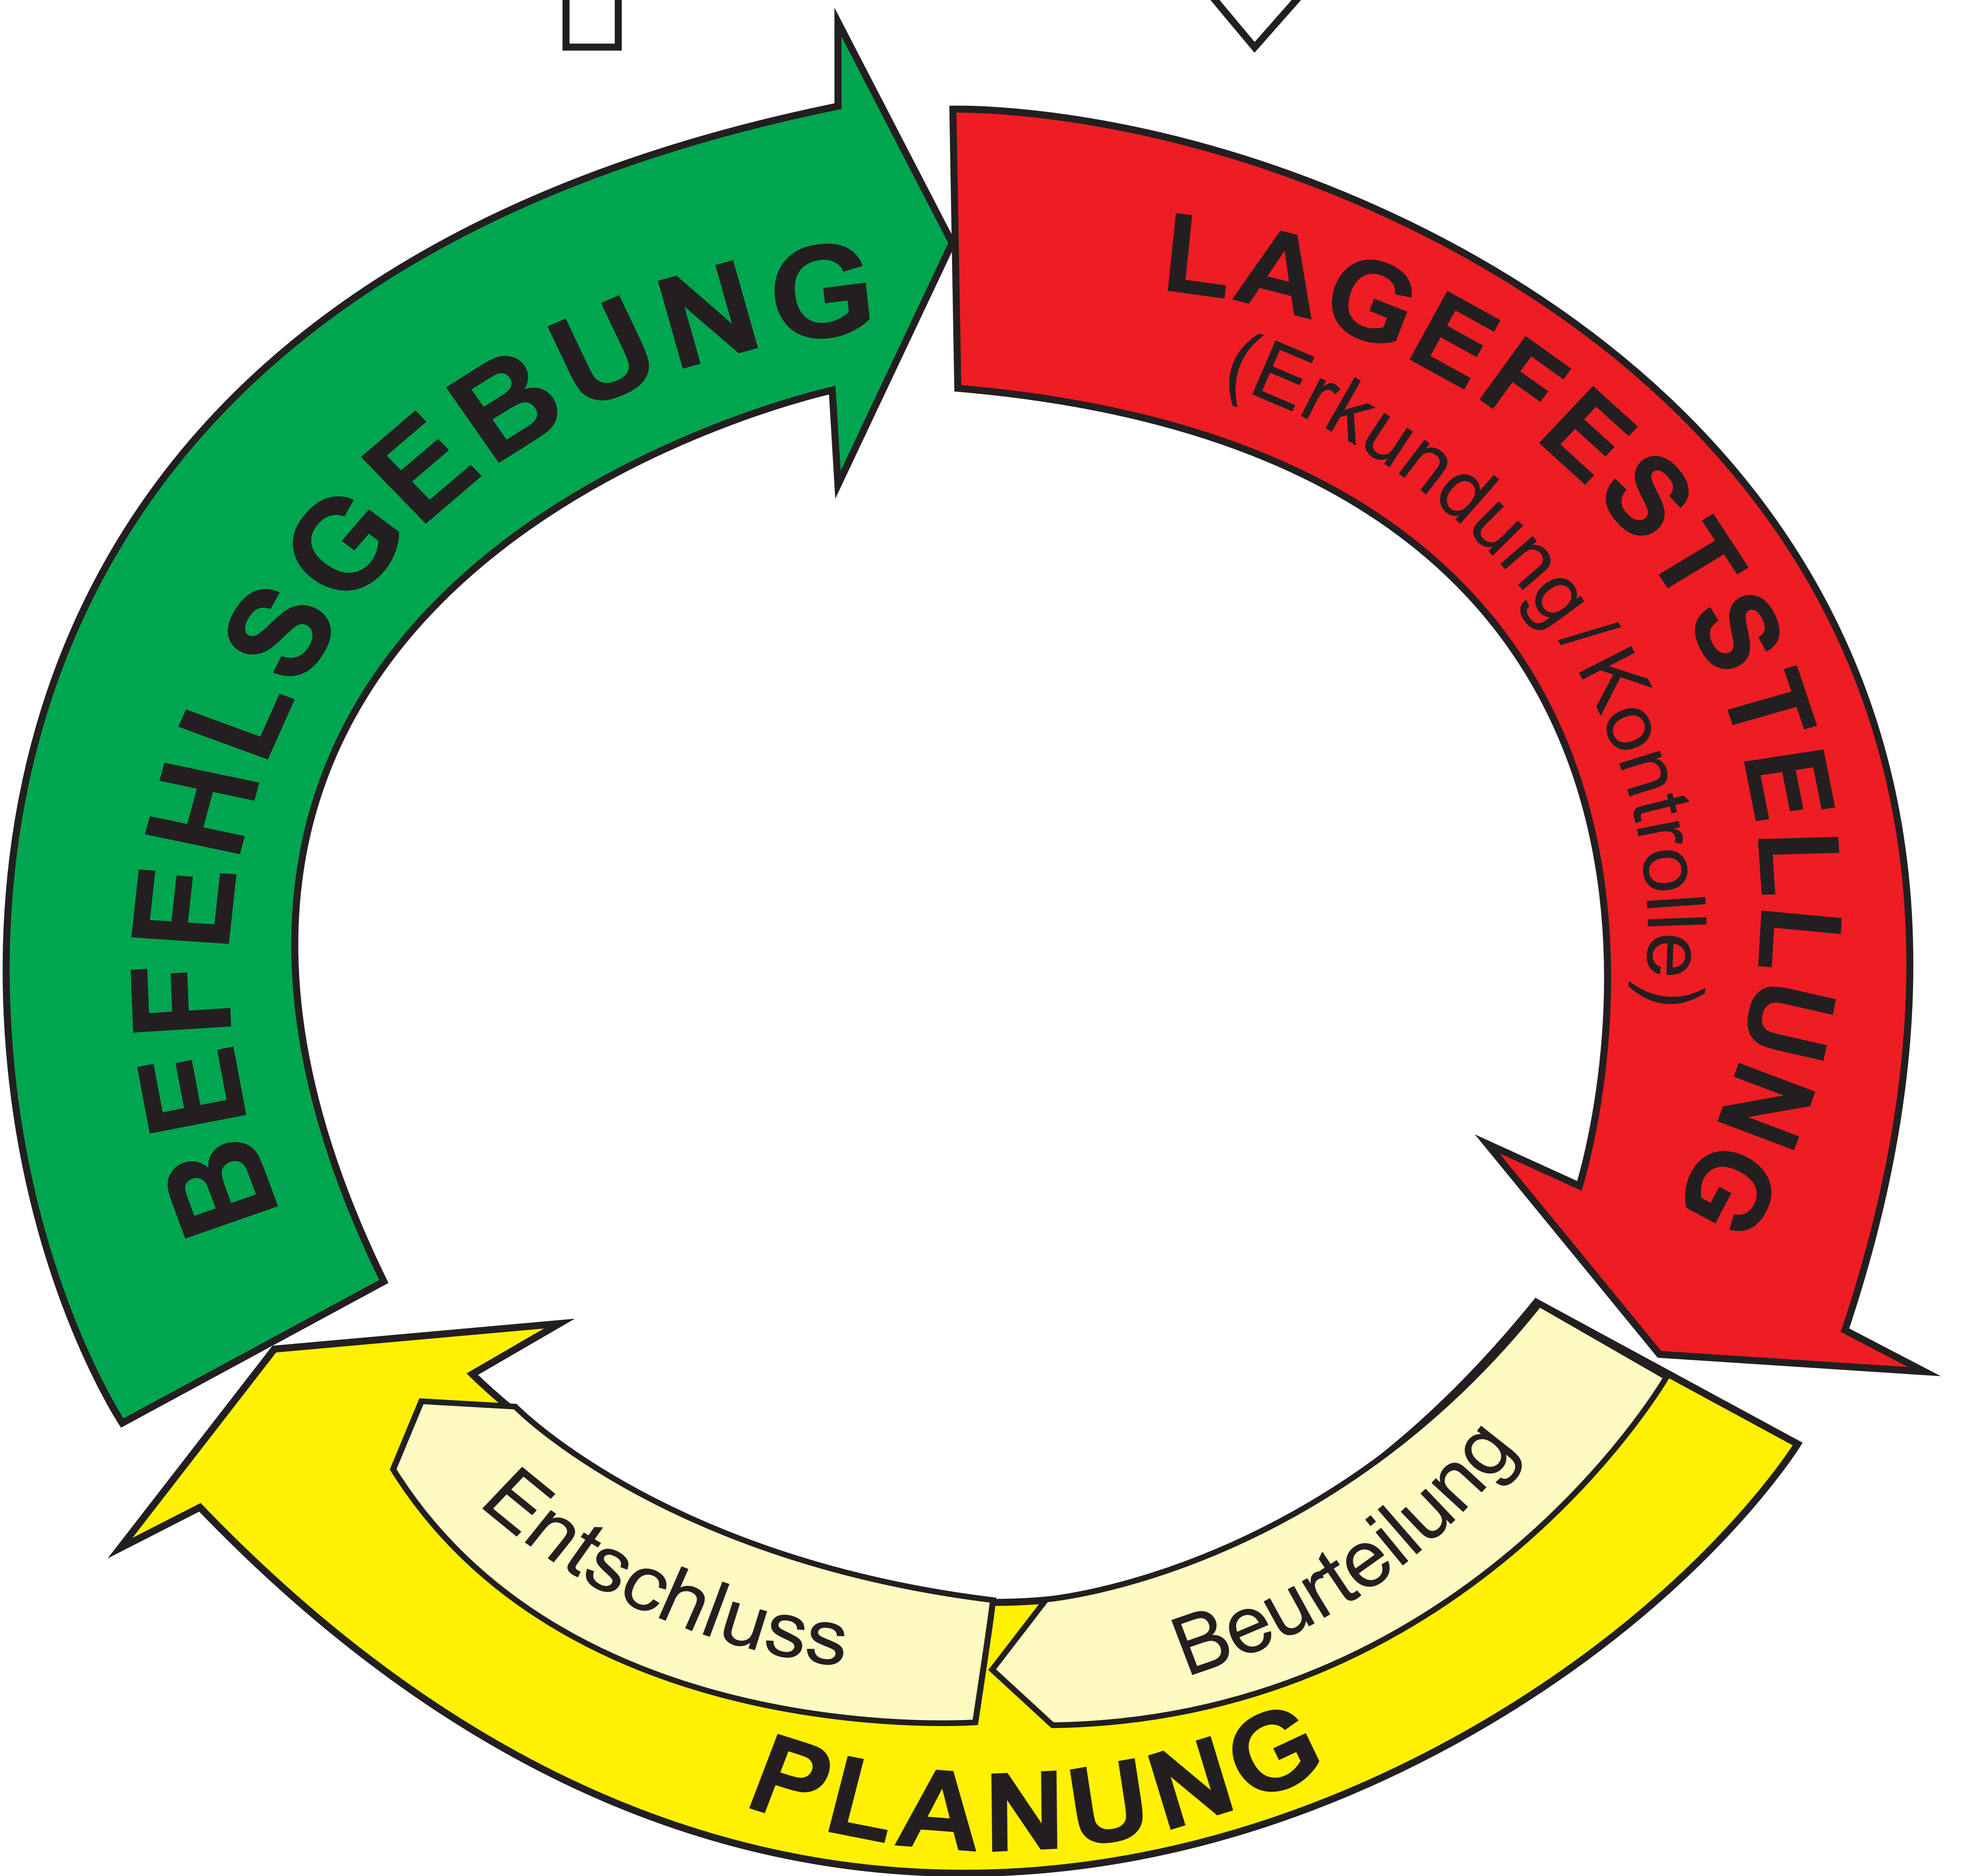 BEFEHLSGEBUNG
LAGEFESTSTELLUNG
(Erkundung/Kontrolle)
Entschluss
Beurteilung
PLANUNG